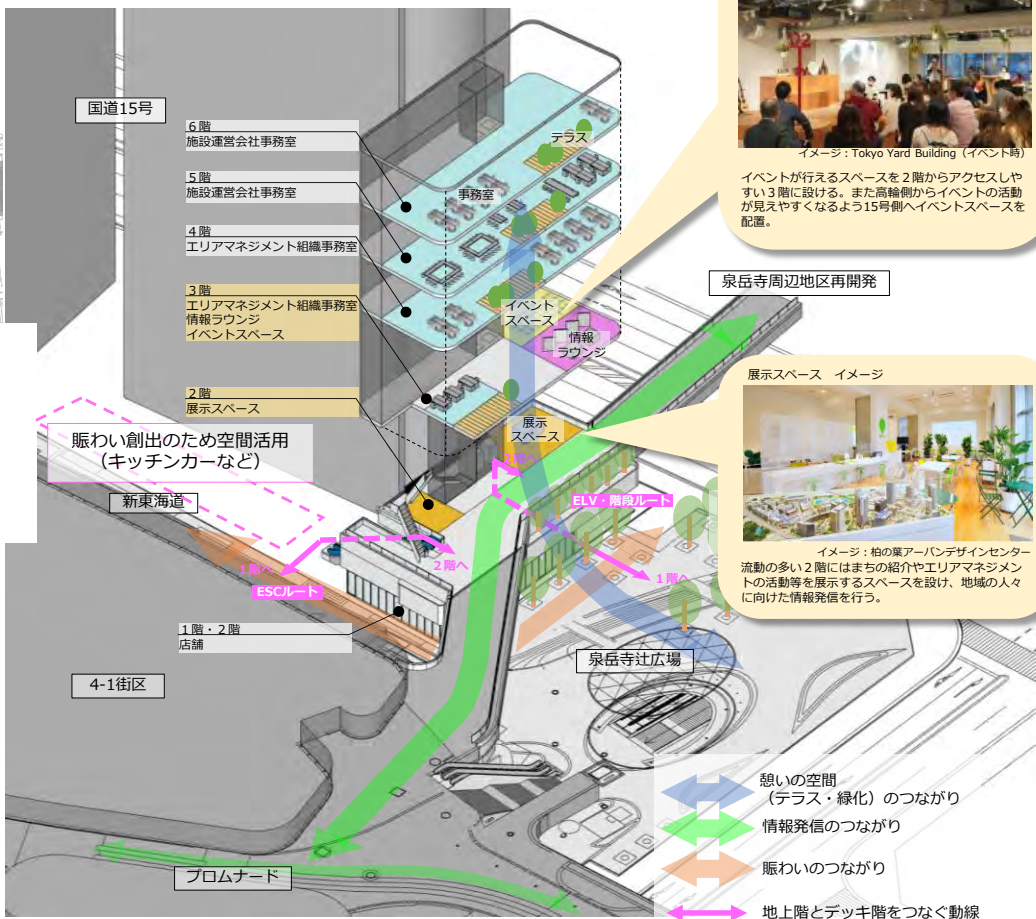 国道15号
6階
施設運営会社事務室
5階
施設運営会社事務室
4階
エリアマネジメント組織事務室
3階
エリアマネジメント組織事務室
情報ラウンジ
イベントスペース
2階
展示スペース
テラス
事務室
イベント
スペース
情報
ラウンジ
展示
スペース
イメージ：Tokyo Yard Building（イベント時）
イベントが行えるスペースを２階からアクセスしや
すい３階に設ける。また高輪側からイベントの活動
が見えやすくなるよう15号側へイベントスペースを
配置。
泉岳寺周辺地区再開発
展示スペース　イメージ
イメージ：柏の葉アーバンデザインセンター
流動の多い２階にはまちの紹介やエリアマネジメント
の活動等を展示するスペースを設け、地域の人々
に向けた情報発信を行う。
賑わい創出のため空間活用
（キッチンカーなど）
新東海道
ELV・階段ルート
1階へ
2階へ
1階へ
ESCルート
1階・2階
店舗
4-1街区
泉岳寺辻広場
プロムナード
憩いの空間
（テラス・緑化）のつながり
情報発信のつながり
賑わいのつながり
地上階とデッキ階をつなぐ動線